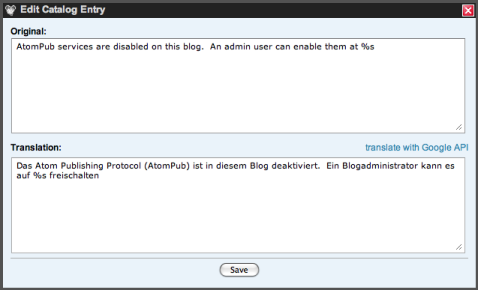 Edit Catalog Entry
Original:
AtomPub services are disabled on this blog.  An admin user can enable them at %s
Translation:
translate with Google API
Das Atom Publishing Protocol (AtomPub) ist in diesem Blog deaktiviert.  Ein Blogadministrator kann es
auf %s freischalten
Save